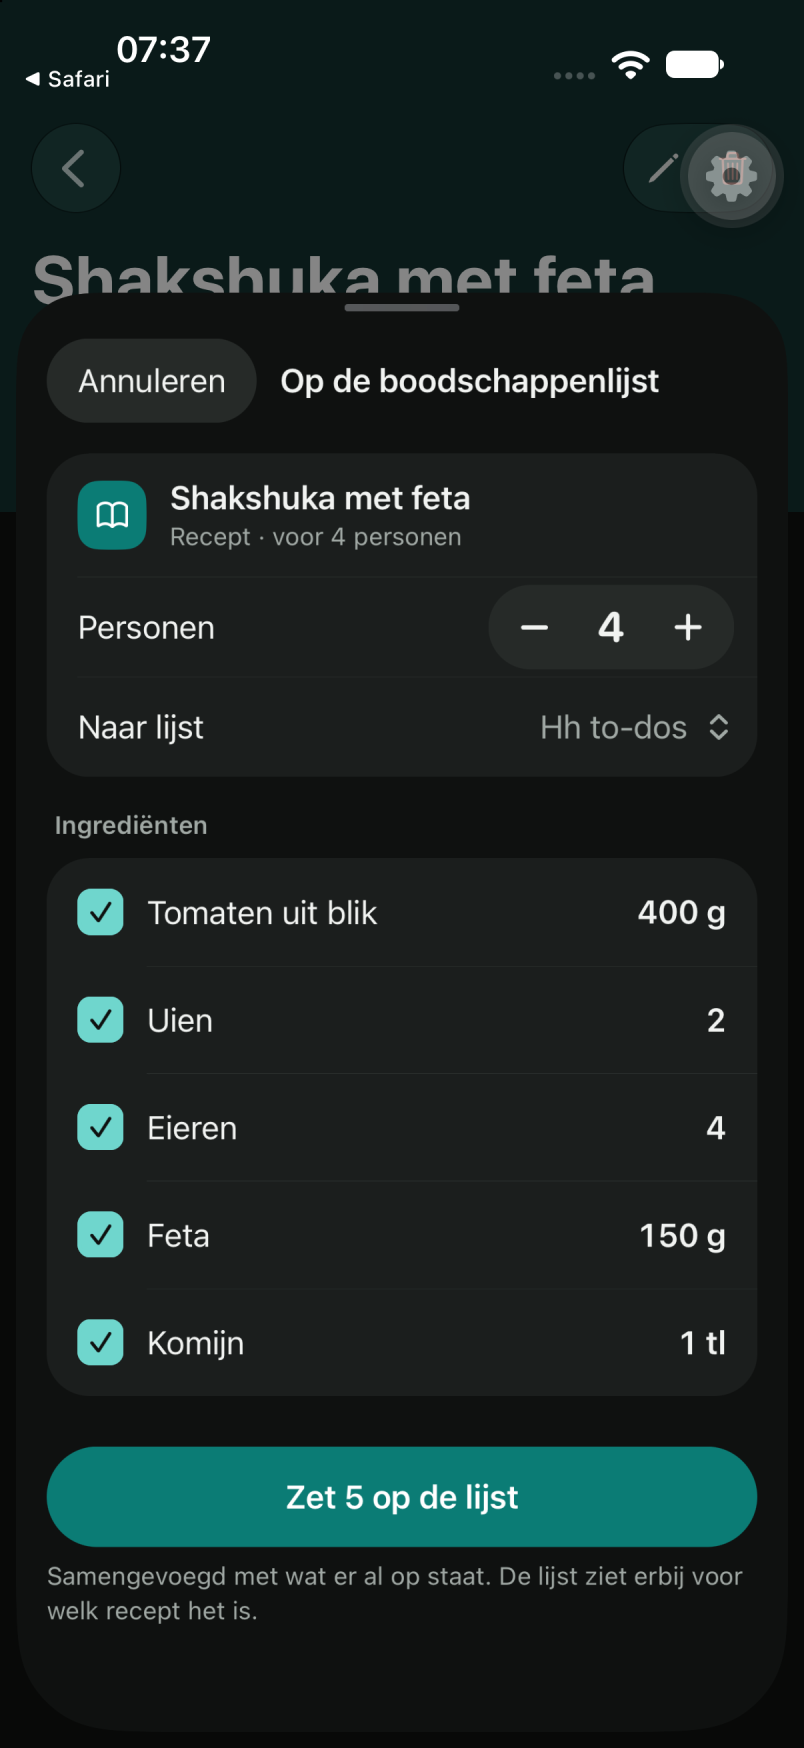 07:37
Safari
Shakshuka met feta
Annuleren
Op de boodschappenlijst
Shakshuka met feta
Recept · voor 4 personen
Personen
4
Naar lijst
Hh to-dos
Ingrediënten
Tomaten uit blik
400 g
Uien
2
Eieren
4
Feta
150 g
Komijn
1 tl
Zet 5 op de lijst
Samengevoegd met wat er al op staat. De lijst ziet erbij voor
welk recept het is.